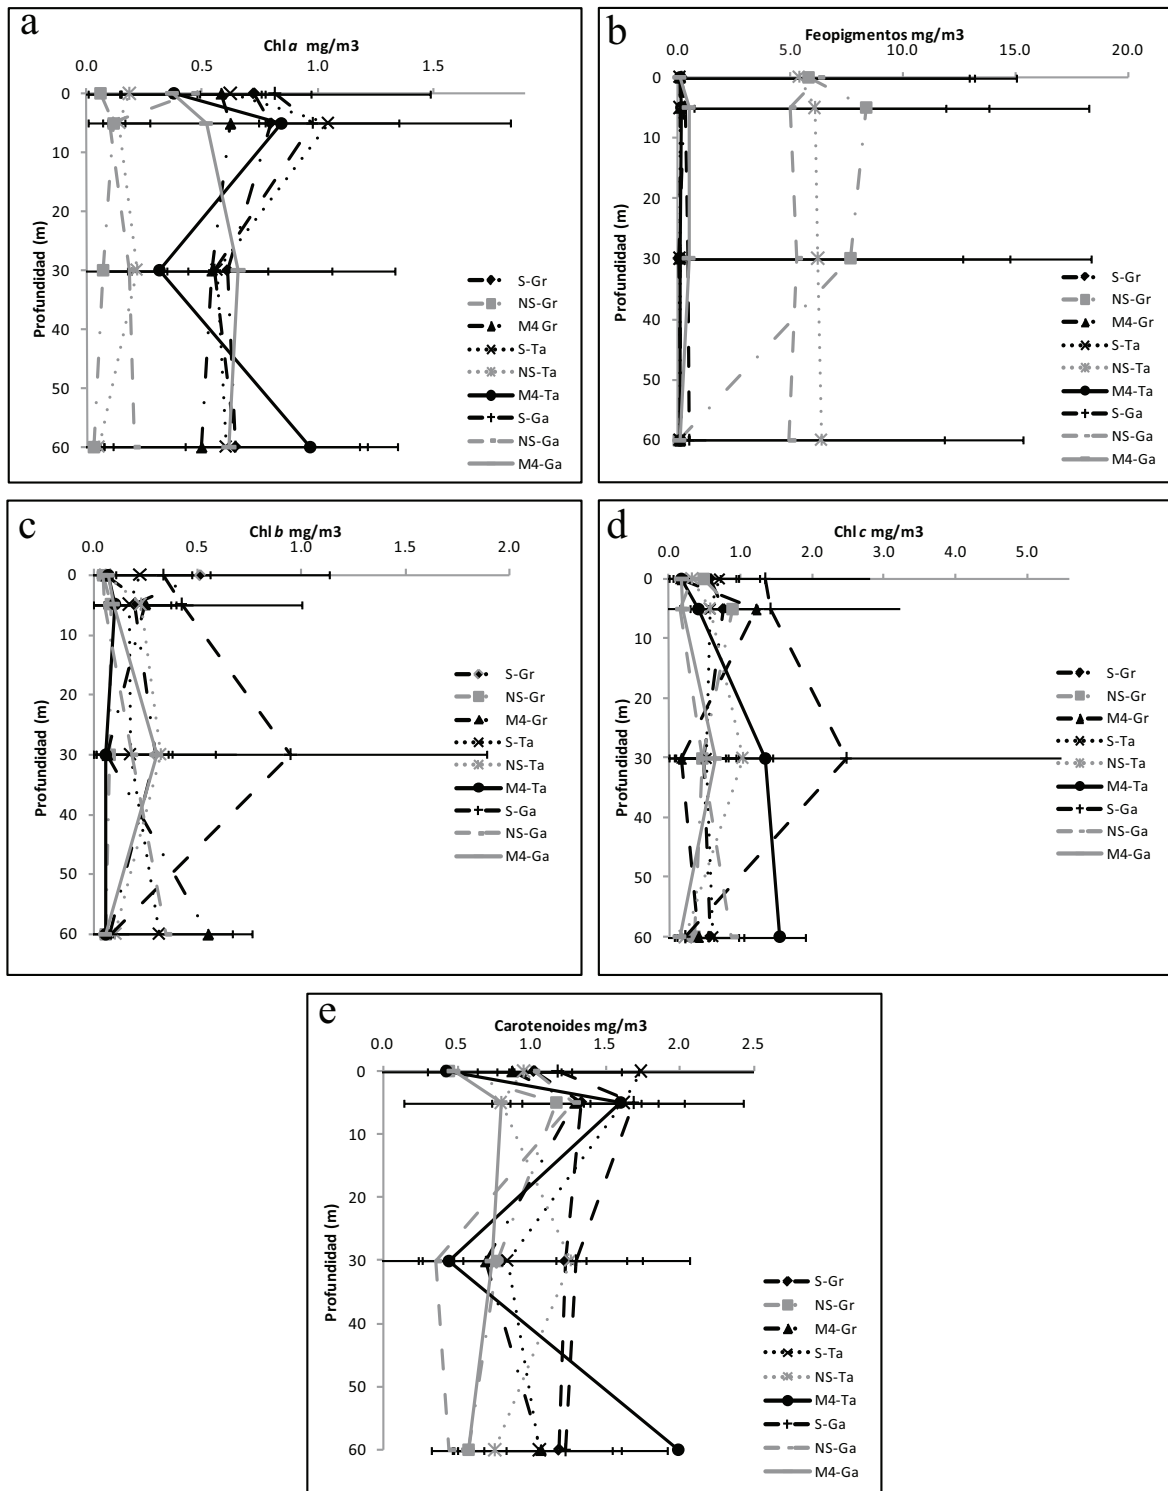 a
Chl a mg/m3
0.0 0.5 1.0 1.5
Profundidad (m)
0
10
20
30
40
50
60
S-Gr
NS-Gr
M4 Gr
S-Ta
NS-Ta
M4-Ta
S-Ga
NS-Ga
M4-Ga
b
Feopigmentos mg/m3
0.0 5.0 10.0 15.0 20.0
Profundidad (m)
0
10
20
30
40
50
60
S-Gr
NS-Gr
M4-Gr
S-Ta
NS-Ta
M4-Ta
S-Ga
NS-Ga
M4-Ga
c
Chl b mg/m3
0.0 0.5 1.0 1.5 2.0
Profundidad (m)
0
10
20
30
40
50
60
S-Gr
NS-Gr
M4-Gr
S-Ta
NS-Ta
M4-Ta
S-Ga
NS-Ga
M4-Ga
d
Chl c mg/m3
0.0 1.0 2.0 3.0 4.0 5.0
Profundidad (m)
0
10
20
30
40
50
60
S-Gr
NS-Gr
M4-Gr
S-Ta
NS-Ta
M4-Ta
S-Ga
NS-Ga
M4-Ga
e
Carotenoides mg/m3
0.0 0.5 1.0 1.5 2.0 2.5
Profundidad (m)
0
10
20
30
40
50
60
S-Gr
NS-Gr
M4-Gr
S-Ta
NS-Ta
M4-Ta
S-Ga
NS-Ga
M4-Ga